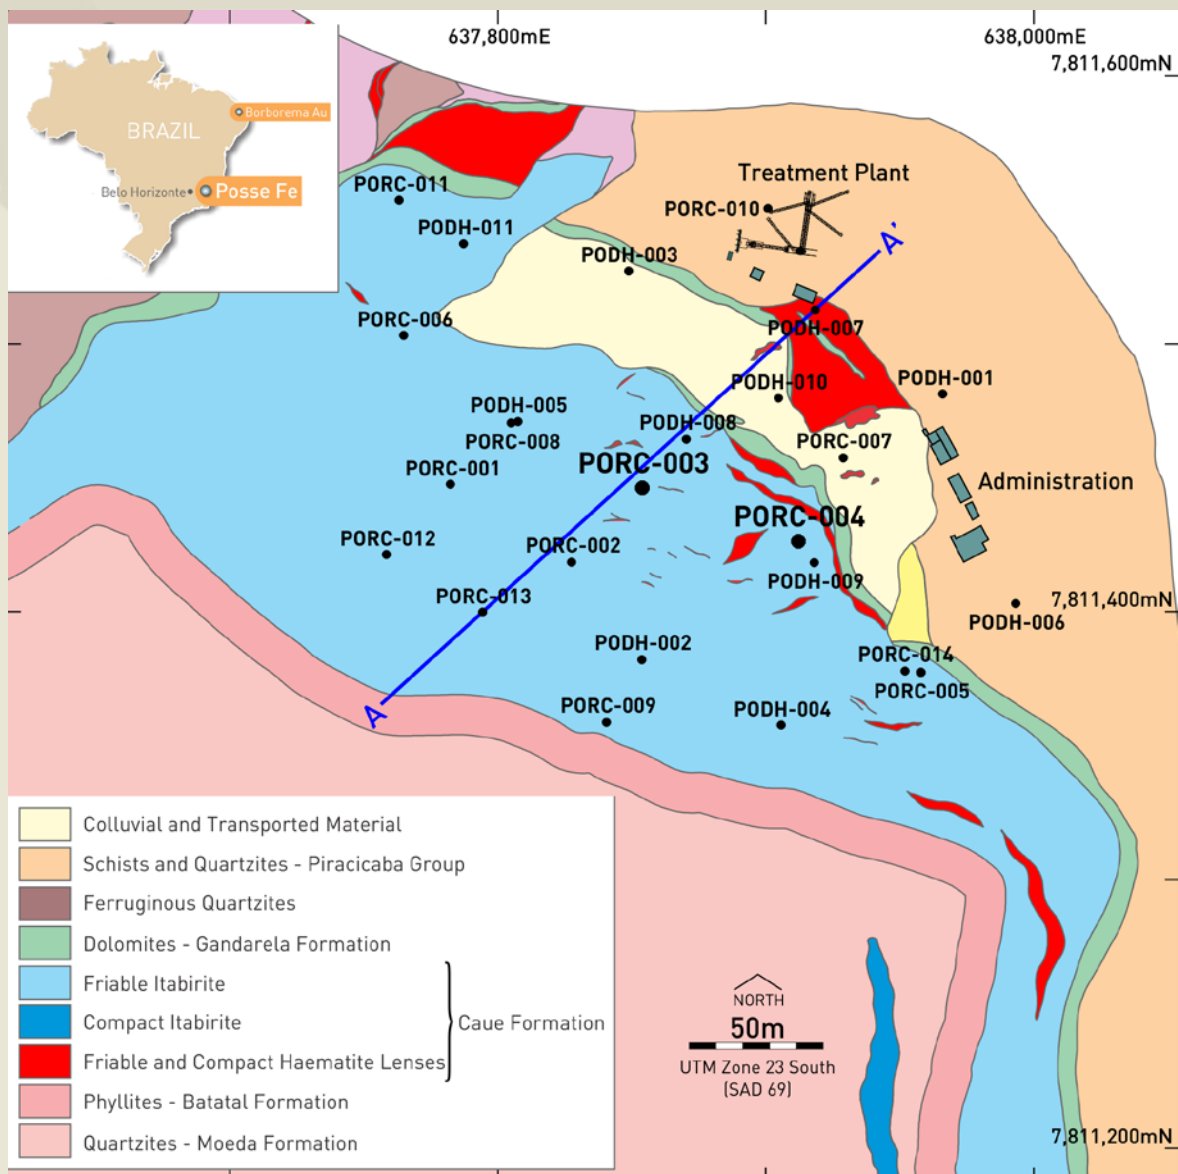 637,800mE
638,000mE
7,811,600mN
BRAZIL
Borborema Au
Belo Horizonte
Posse Fe
Treatment Plant
PORC-011
PORC-010
PODH-011
A'
PODH-003
PORC-006
PODH-007
PODH-010
PODH-001
PODH-005
PODH-008
PORC-008
PORC-007
PORC-003
PORC-001
Administration
PORC-004
PORC-012
PORC-002
PODH-009
PORC-013
7,811,400mN
PODH-006
PODH-002
PORC-014
PORC-005
A
PORC-009
PODH-004
Colluvial and Transported Material
Schists and Quartzites - Piracicaba Group
Ferruginous Quartzites
Dolomites - Gandarela Formation
Friable Itabirite
Compact Itabirite
Caue Formation
Friable and Compact Haematite Lenses
Phyllites - Batatal Formation
Quartzites - Moeda Formation
NORTH
50m
UTM Zone 23 South
(SAD 69)
7,811,200mN